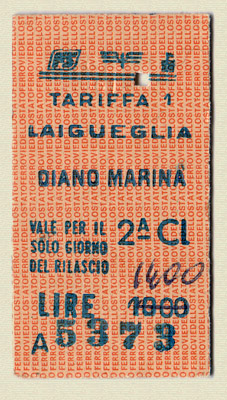 FS
TARIFFA 1
LAIGUEGLIA
DIANO MARINA
VALE PER IL
SOLO GIORNO
DEL RILASCIO
2ª Cl
1400
LIRE 1000
A 5373